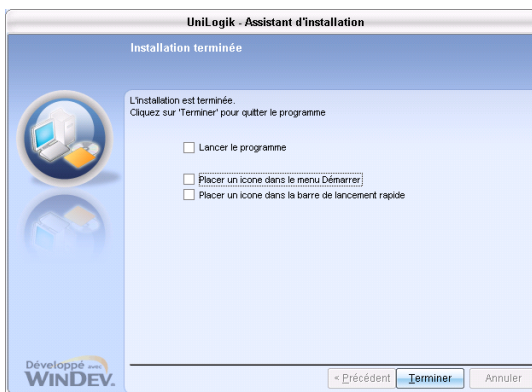 UniLogik - Assistant d'installation
Installation terminée
L'installation est terminée.
Cliquez sur 'Terminer' pour quitter le programme
Lancer le programme
Placer un icone dans le menu Démarrer
Placer un icone dans la barre de lancement rapide
Développé avec
WINDEV.
< Précédent
Terminer
Annuler